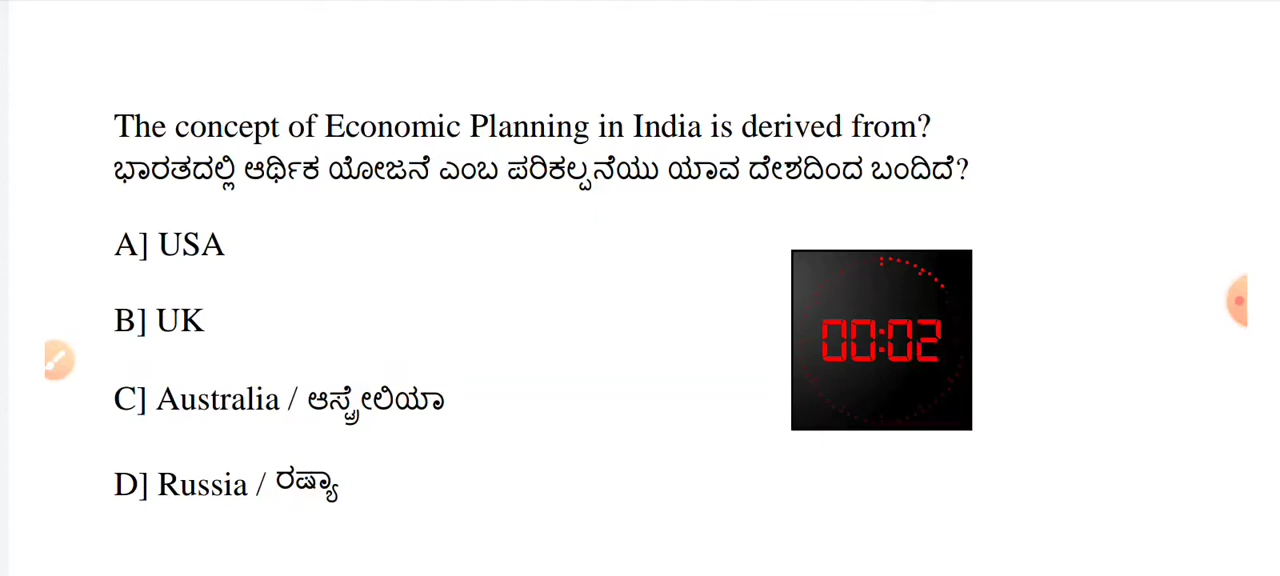 The concept of Economic Planning in India is derived from?
ಭಾರತದಲ್ಲಿ ಆರ್ಥಿಕ ಯೋಜನೆ ಎಂಬ ಪರಿಕಲ್ಪನೆಯು ಯಾವ ದೇಶದಿಂದ ಬಂದಿದೆ?
A] USA
B] UK
00:02
C] Australia / ಆಸ್ಟ್ರೇಲಿಯಾ
D] Russia / ರಷ್ಯಾ